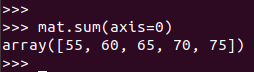 >>>
>>> mat.sum(axis=0)
array([55, 60, 65, 70, 75])
>>>